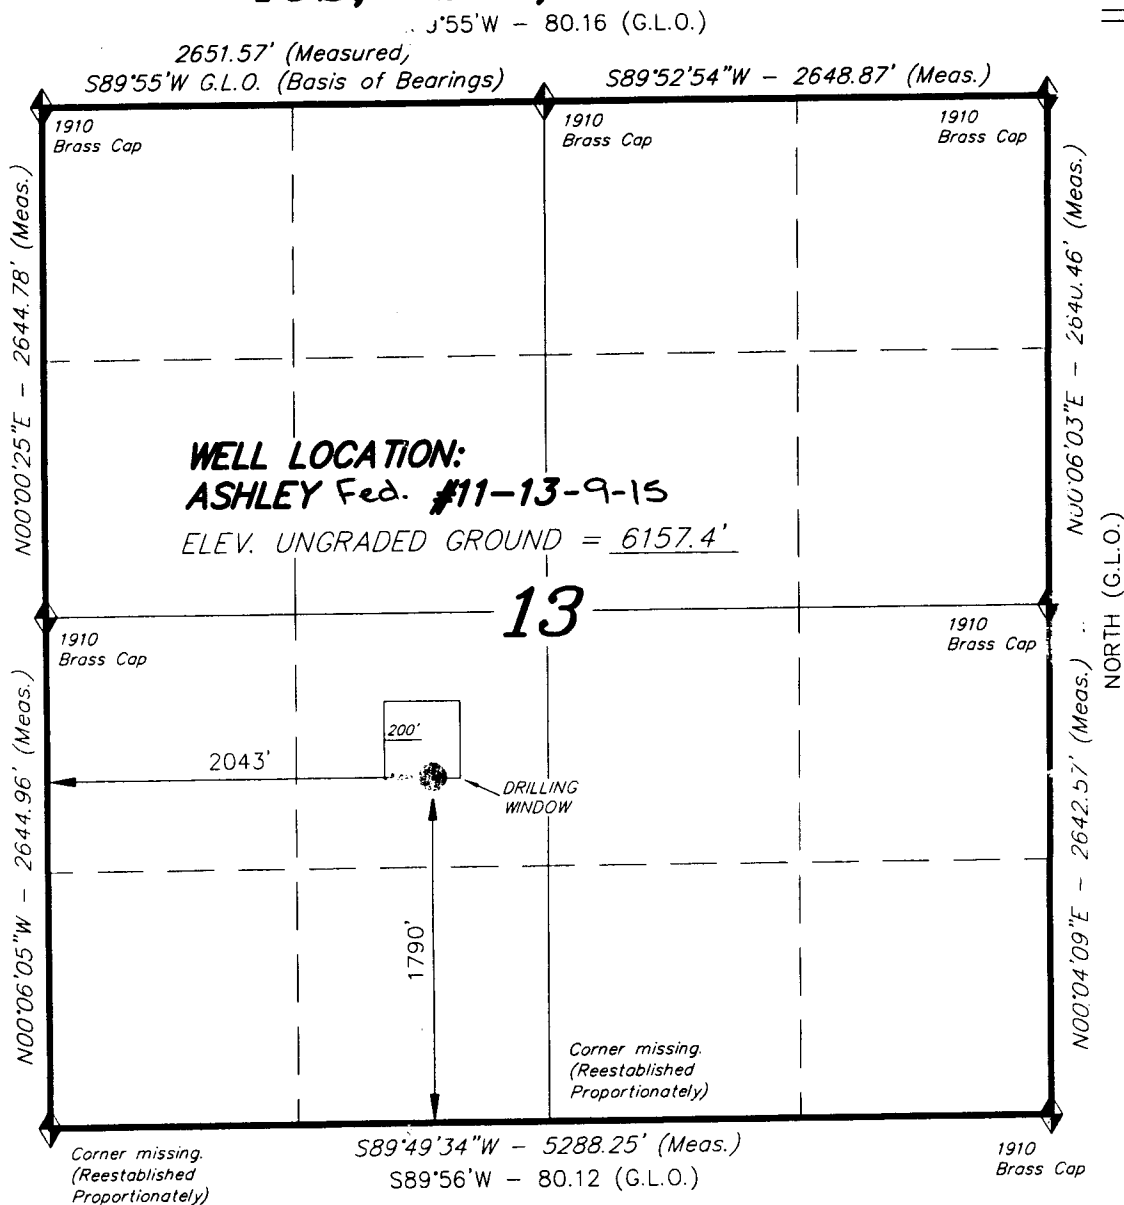 55'W - 80.16 (G.L.O.)
2651.57' (Measured)
S89°55'W G.L.O. (Basis of Bearings)
S89°52'54"W - 2648.87' (Meas.)
1910
Brass Cap
1910
Brass Cap
1910
Brass Cap
N00°00'25"E - 2644.78' (Meas.)
N00°06'03"E - 2640.46' (Meas.)
WELL LOCATION:
ASHLEY Fed. #11-13-9-15
ELEV. UNGRADED GROUND = 6157.4'
13
NORTH (G.L.O.)
1910
Brass Cap
1910
Brass Cap
N00°06'05"W - 2644.96' (Meas.)
200'
2043'
DRILLING
WINDOW
N00°04'09"E - 2642.57' (Meas.)
1790'
Corner missing.
(Reestablished
Proportionately)
Corner missing.
(Reestablished
Proportionately)
S89°49'34"W - 5288.25' (Meas.)
S89°56'W - 80.12 (G.L.O.)
1910
Brass Cap